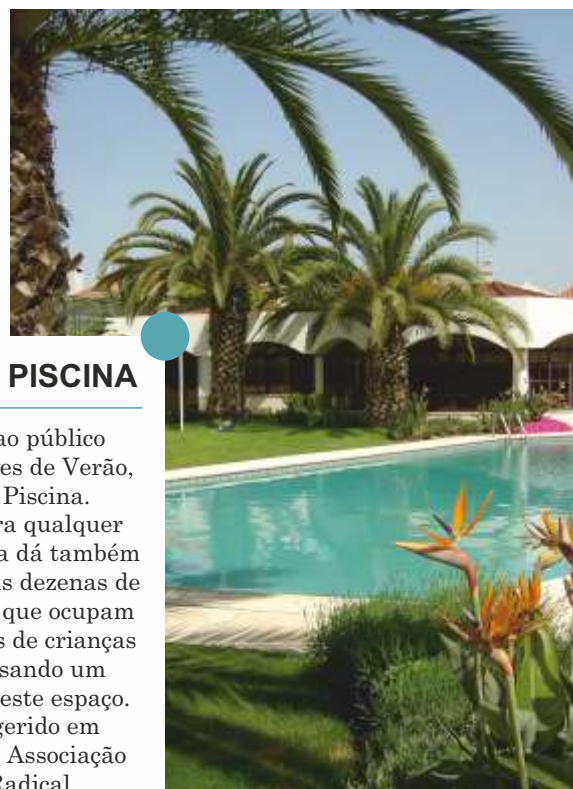 PISCINA
ao público
es de Verão,
Piscina.
ra qualquer
a dá também
s dezenas de
que ocupam
s de crianças
sando um
este espaço.
gerido em
Associação
Radical